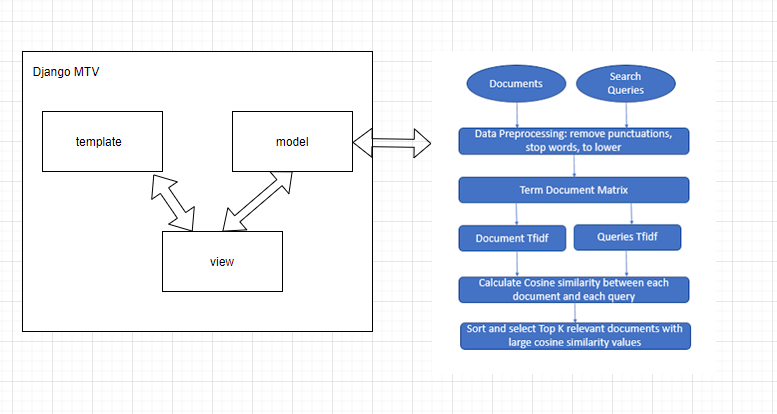 Django MTV
template
model
view
Documents
Search
Queries
Data Preprocessing: remove punctuations,
stop words, to lower
Term Document Matrix
Document Tfidf
Queries Tfidf
Calculate Cosine similarity between each
document and each query
Sort and select Top K relevant documents with
large cosine similarity values